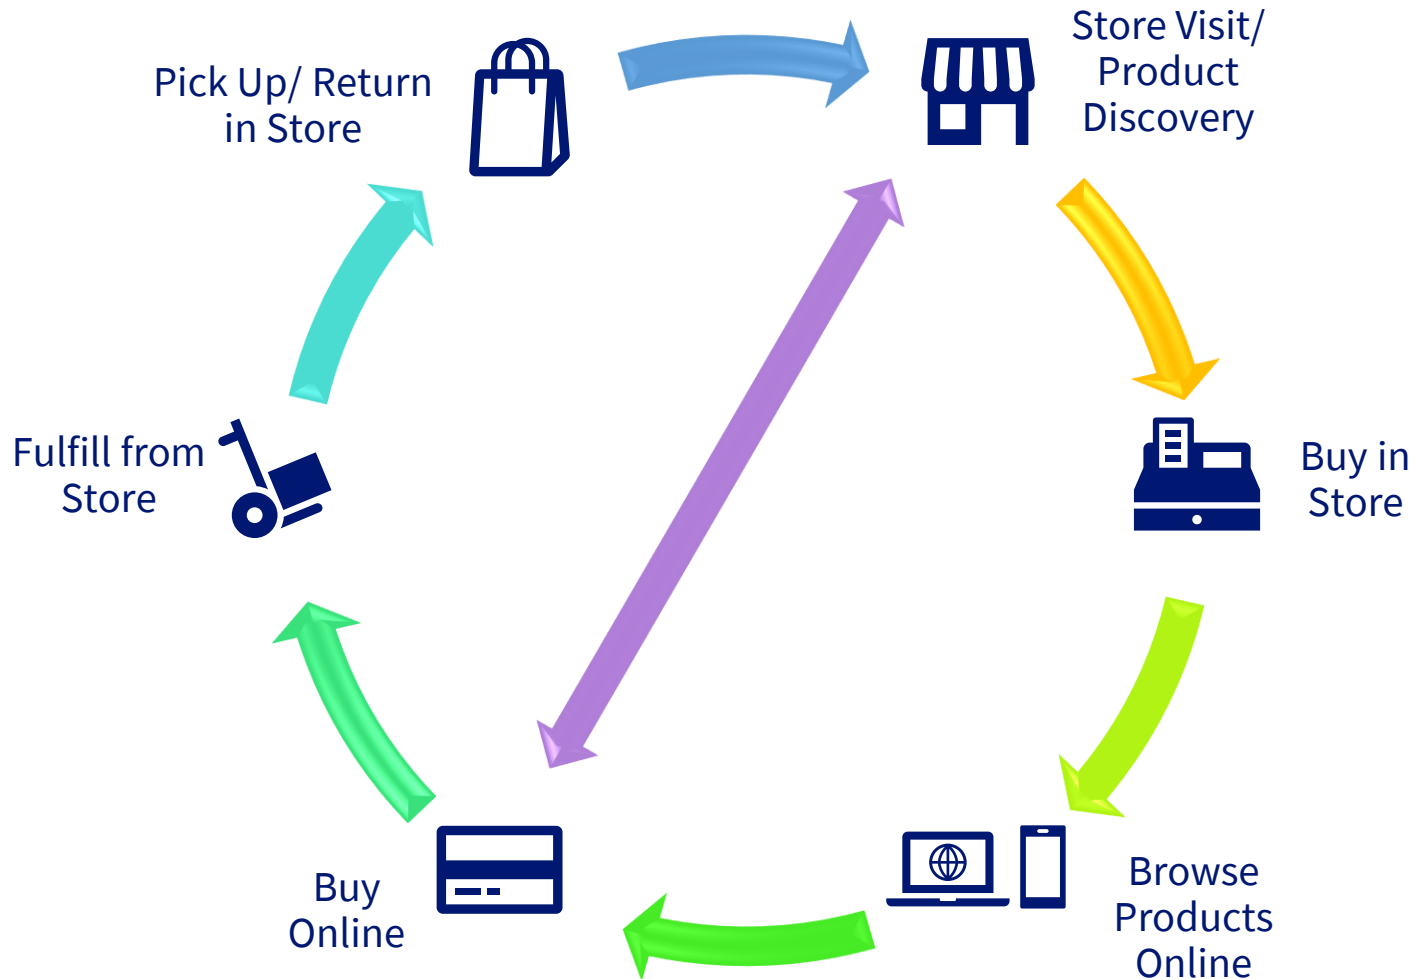 Pick Up/ Return
in Store
Store Visit/
Product
Discovery
Buy in
Store
Browse
Products
Online
Buy
Online
Fulfill from
Store